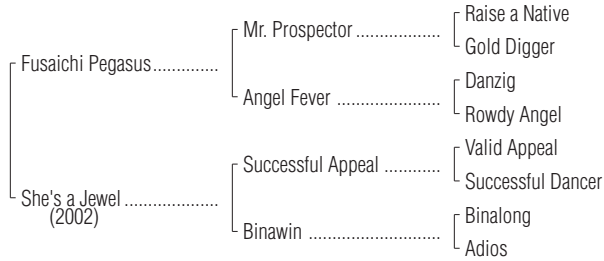 Raise a Native
Mr. Prospector ....................
Gold Digger
Fusaichi Pegasus..............
Danzig
Angel Fever ........................
Rowdy Angel
Valid Appeal
Successful Appeal .............
Successful Dancer
She's a Jewel ....................
(2002)
Binalong
Binawin ..............................
Adios